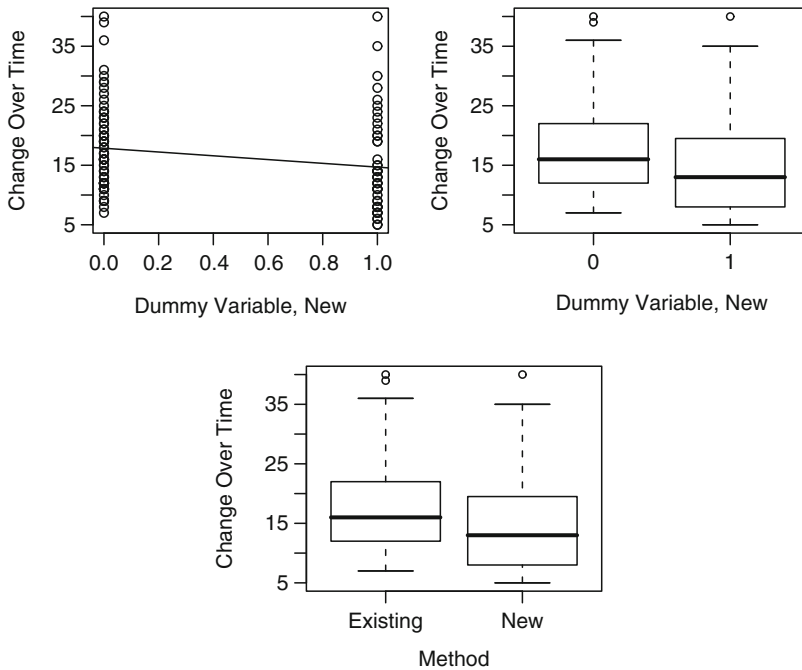 Change Over Time
35
25
15
5
0.0 0.2 0.4 0.6 0.8 1.0
Dummy Variable, New
Change Over Time
35
25
15
5
0 1
Dummy Variable, New
Change Over Time
35
25
15
5
Existing New
Method